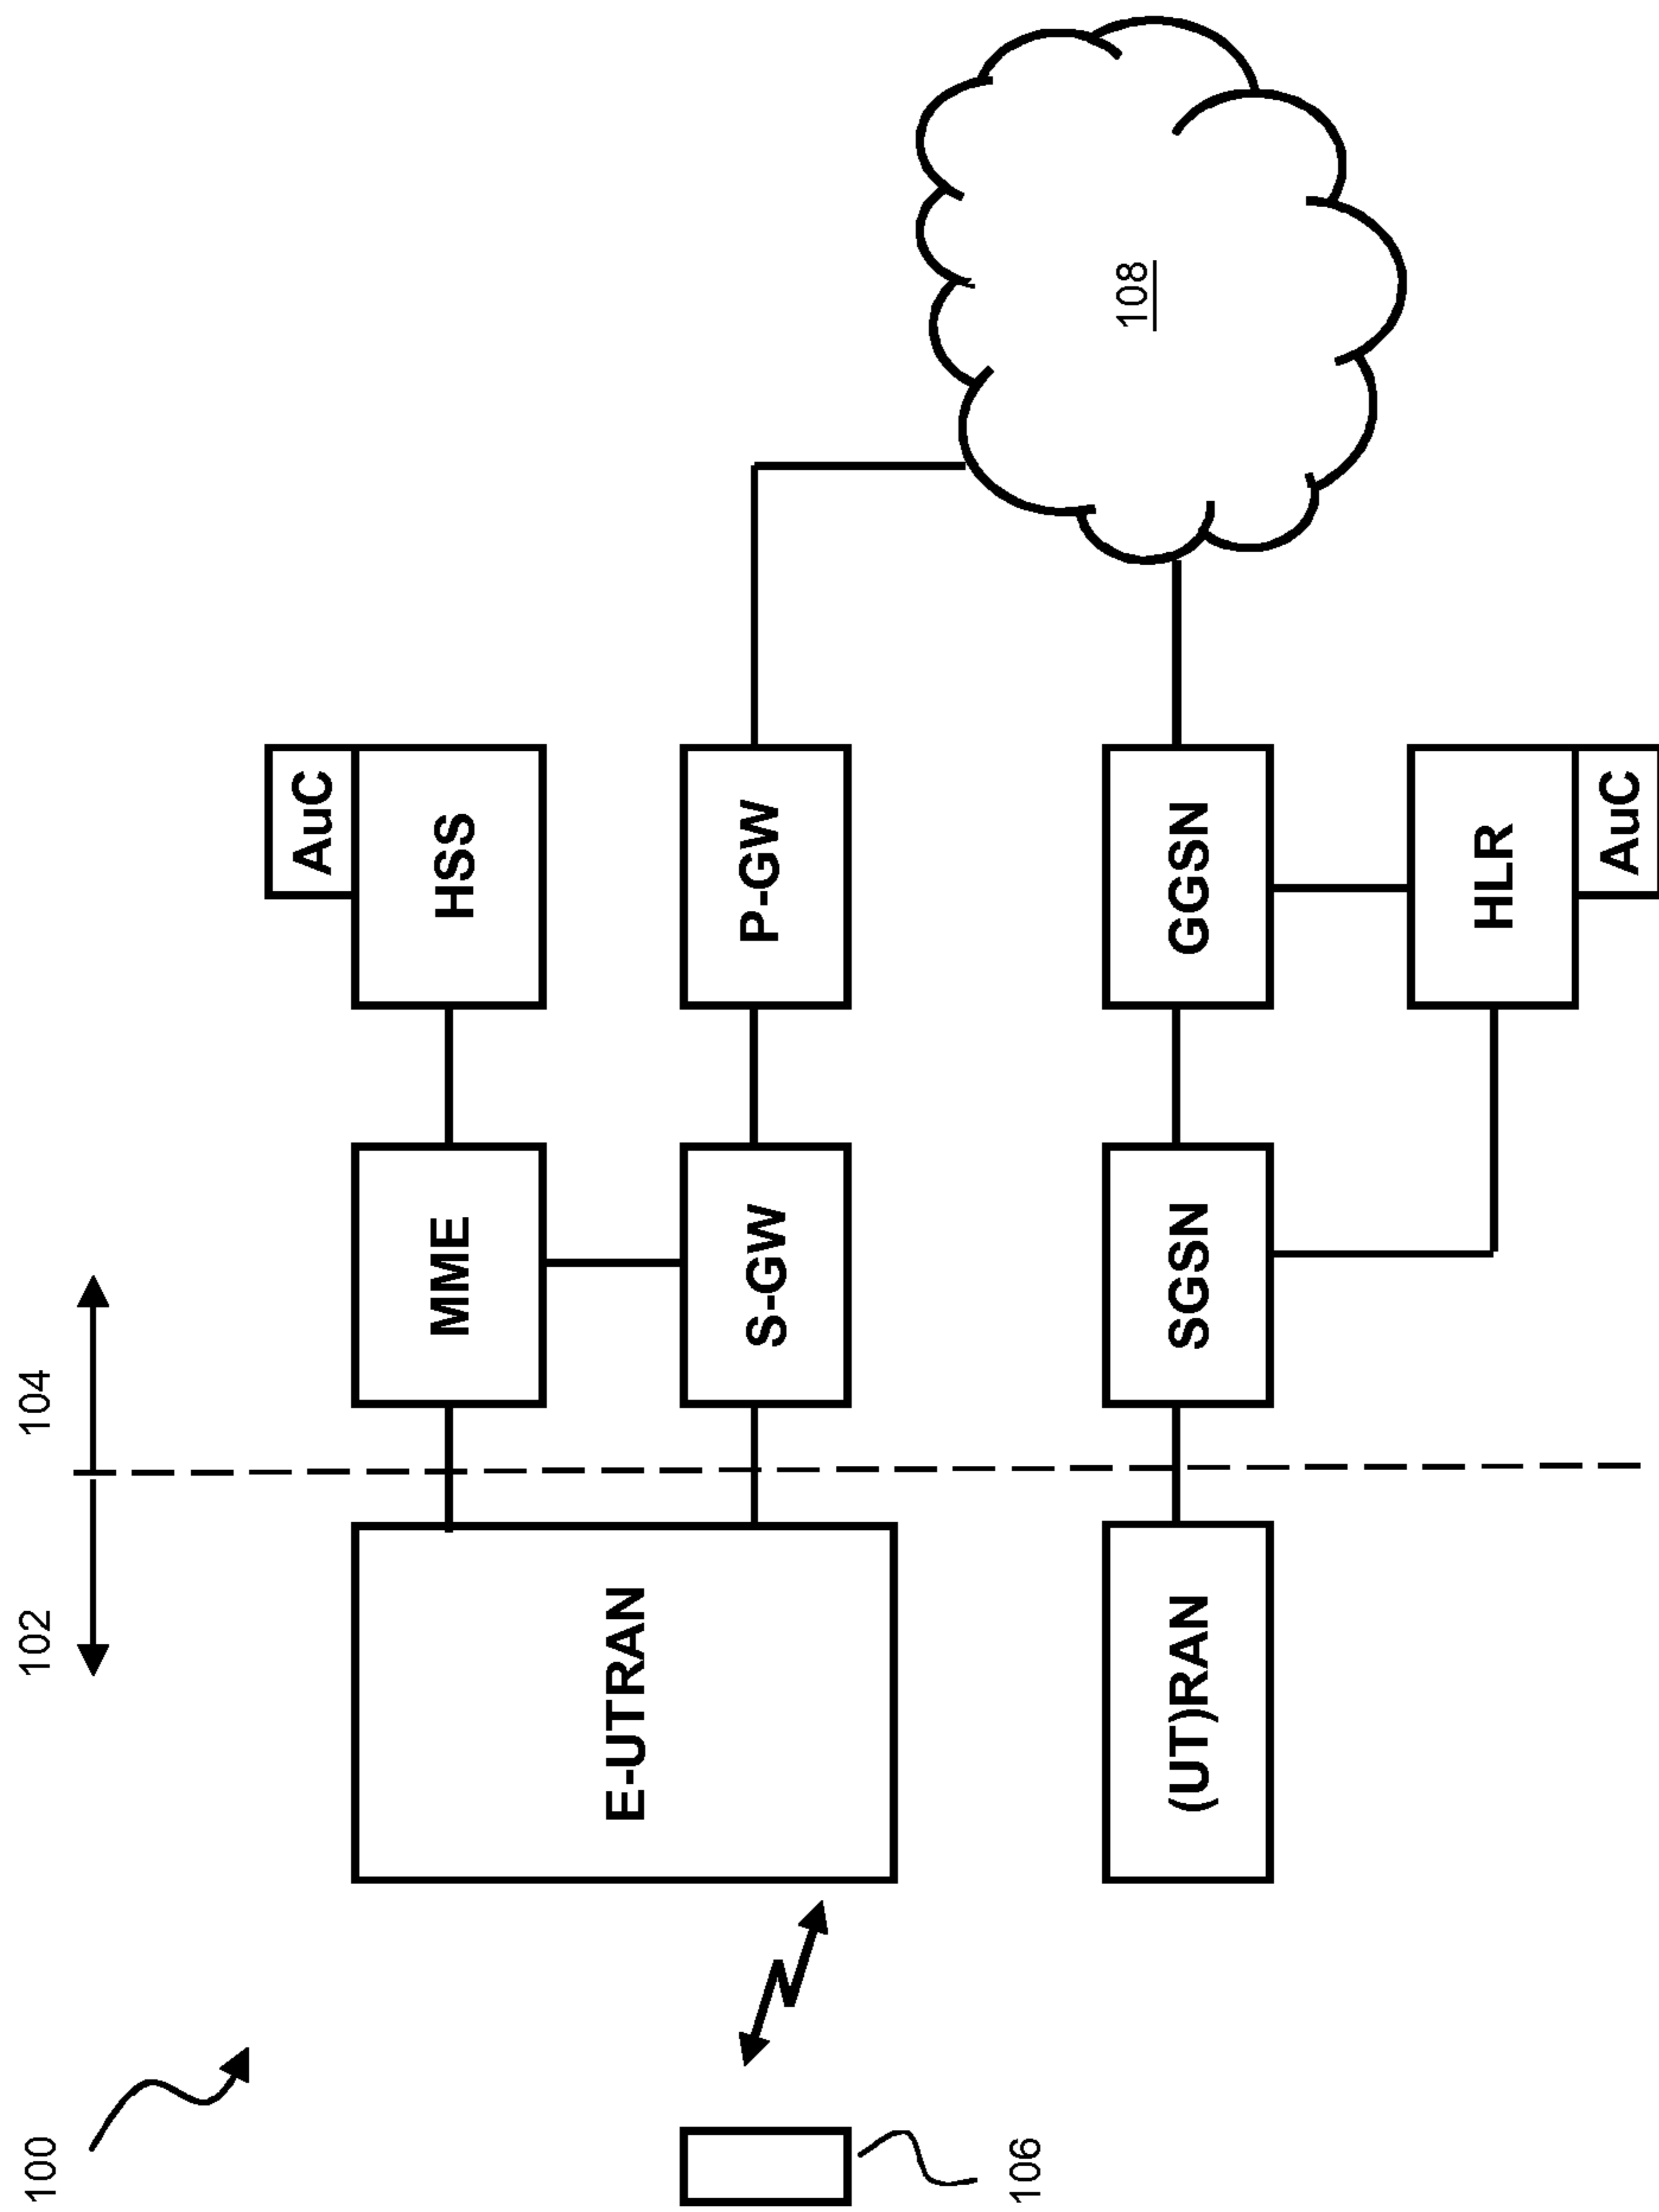 100
102
104
AuC
HSS
MME
E-UTRAN
P-GW
S-GW
106
108
(UT)RAN
SGSN
GGSN
HLR
AuC